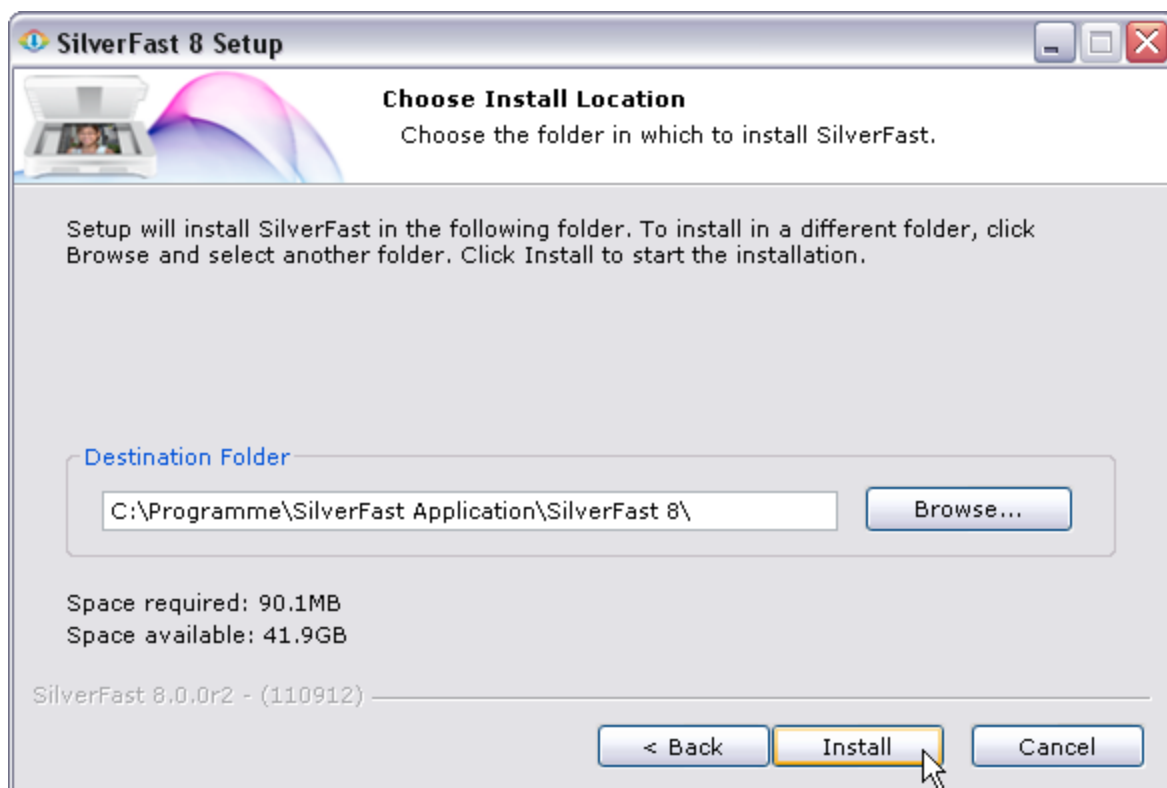 SilverFast 8 Setup
Choose Install Location
Choose the folder in which to install SilverFast.
Setup will install SilverFast in the following folder. To install in a different folder, click
Browse and select another folder. Click Install to start the installation.
Destination Folder
C:\Programme\SilverFast Application\SilverFast 8\
Browse...
Space required: 90.1MB
Space available: 41.9GB
SilverFast 8.0.0r2 - (110912)
< Back
Install
Cancel